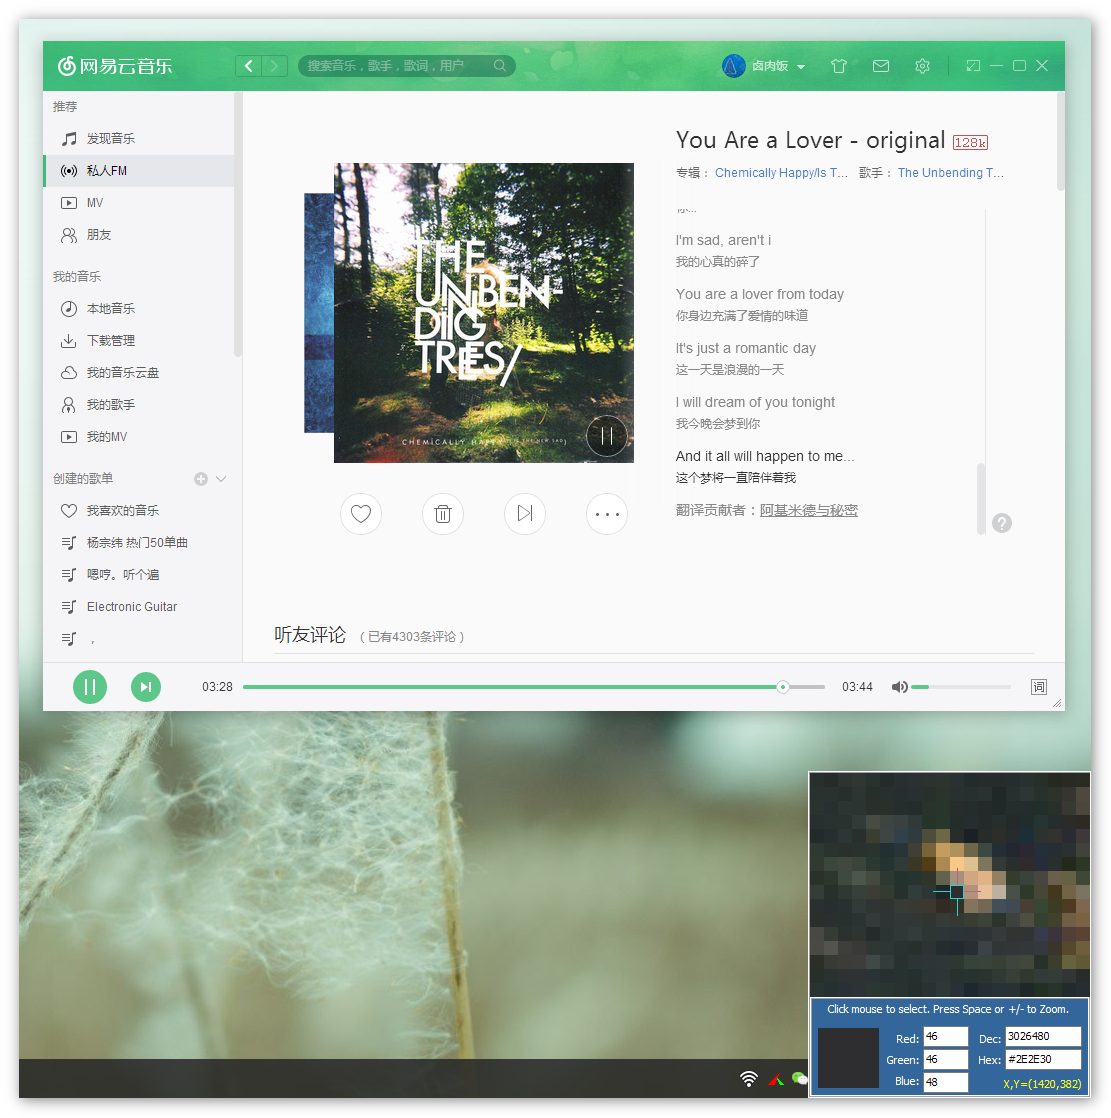 网易云音乐
搜索音乐，歌手，歌词，用户
卤肉饭
推荐
发现音乐
私人FM
MV
朋友
我的音乐
本地音乐
下载管理
我的音乐云盘
我的歌手
我的MV
创建的歌单
我喜欢的音乐
杨宗纬 热门50单曲
嗯哼。听个遍
Electronic Guitar
，
THE
UNBEN-
DING
TREES/
CHEMICALLY HAPPY
You Are a Lover - original 128k
专辑： Chemically Happy/Is T... 歌手： The Unbending T...
I'm sad, aren't i
我的心真的碎了
You are a lover from today
你身边充满了爱情的味道
It's just a romantic day
这一天是浪漫的一天
I will dream of you tonight
我今晚会梦到你
And it all will happen to me...
这个梦将一直陪伴着我
翻译贡献者：阿基米德与秘密
?
听友评论 （已有4303条评论）
03:28
03:44
词
Click mouse to select. Press Space or +/- to Zoom.
Red: 46 Dec: 3026480
Green: 46 Hex: #2E2E30
Blue: 48 X,Y=(1420,382)